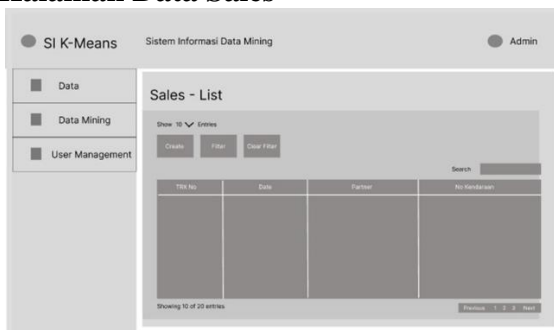 Halaman Data Sales
SI K-Means
Sistem Informasi Data Mining
Admin
Data
Data Mining
User Management
Sales - List
Show 10 Entries
Create Filter Clear Filter
Search
TRX No Date Partner No Kendaraan
Showing 10 of 20 entries
Previous 1 2 3 Next